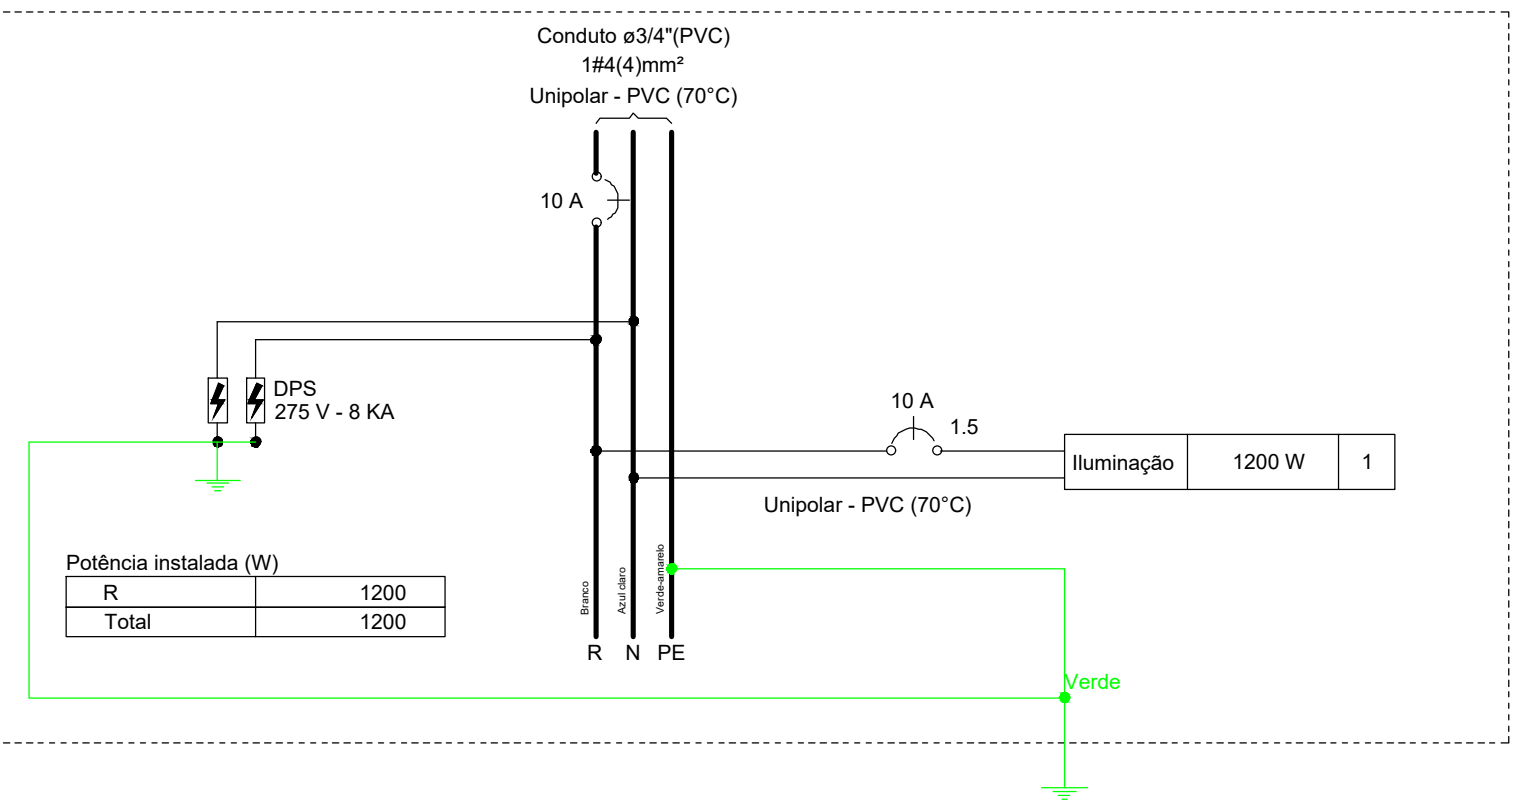 Conduto ø3/4"(PVC)
1#4(4)mm²
Unipolar - PVC (70°C)
10 A
DPS
275 V - 8 KA
10 A
1.5
Iluminação 1200 W 1
Unipolar - PVC (70°C)
Potência instalada (W)
R 1200
Total 1200
Branco
Azul claro
Verde-amarelo
R N PE
Verde